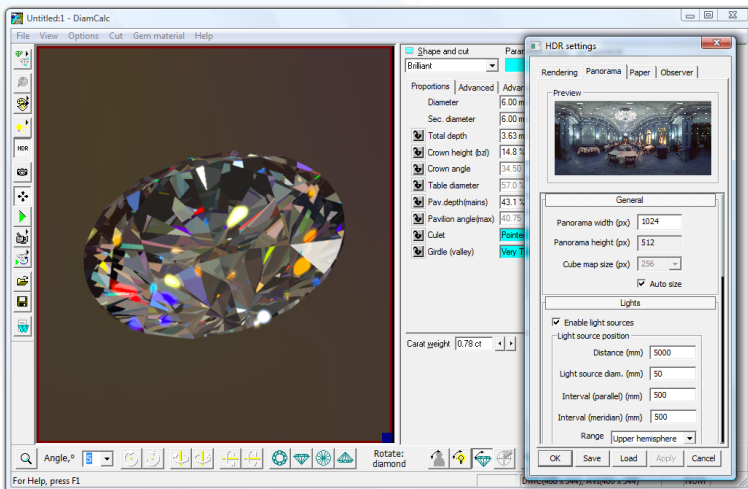 Untitled:1 - DiamCalc
File View Options Cut Gem material Help
HDR
Shape and cut
Brilliant
Proportions Advanced
Diameter 6.00 m
Sec. diameter 6.00 m
Total depth 3.63 m
Crown height (bzl) 14.8 %
Crown angle 34.50
Table diameter 57.0 %
Pav.depth(mains) 43.1 %
Pavilion angle(max) 40.75
Culet Pointed
Girdle (valley) Very T
Carat weight 0.78 ct
HDR settings
Rendering Panorama Paper Observer
Preview
General
Panorama width (px) 1024
Panorama height (px) 512
Cube map size (px) 256
Auto size
Lights
Enable light sources
Light source position
Distance (mm) 5000
Light source diam. (mm) 50
Interval (parallel) (mm) 500
Interval (meridian) (mm) 500
Range Upper hemisphere
OK Save Load Apply Cancel
Angle,° 5
Rotate:
diamond
For Help, press F1